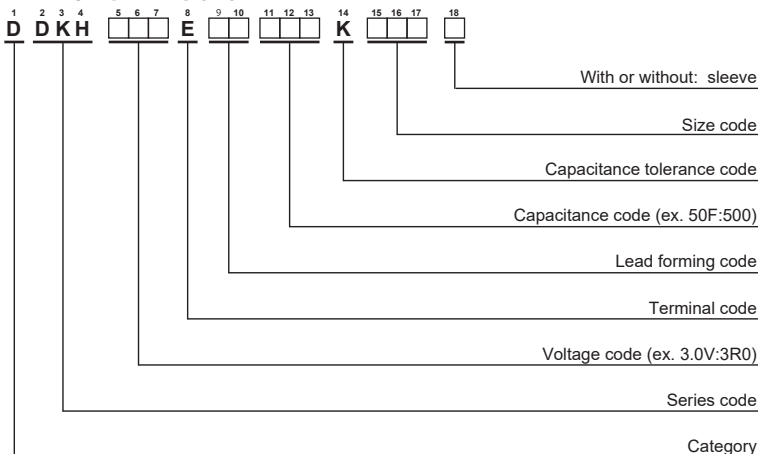 1 2 3 4 5 6 7 8 9 10 11 12 13 14 15 16 17 18
D DKH E K
With or without: sleeve
Size code
Capacitance tolerance code
Capacitance code (ex. 50F:500)
Lead forming code
Terminal code
Voltage code (ex. 3.0V:3R0)
Series code
Category